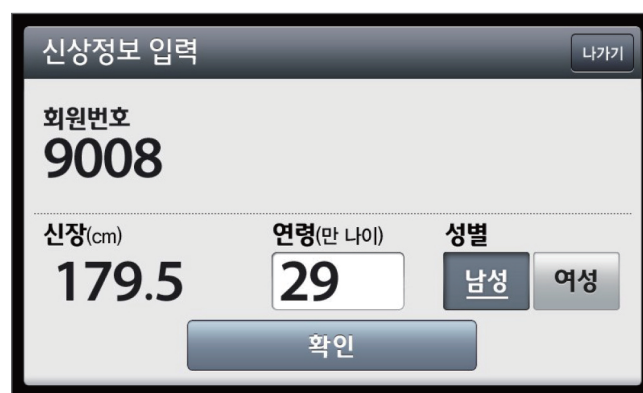 신상정보 입력 나가기
회원번호
9008
신장(cm) 연령(만 나이) 성별
179.5 29 남성 여성
확인